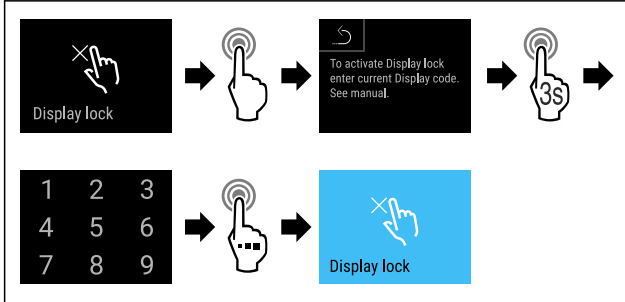 Display lock
To activate Display lock
enter current Display code.
See manual.
3s
1 2 3
4 5 6
7 8 9
Display lock